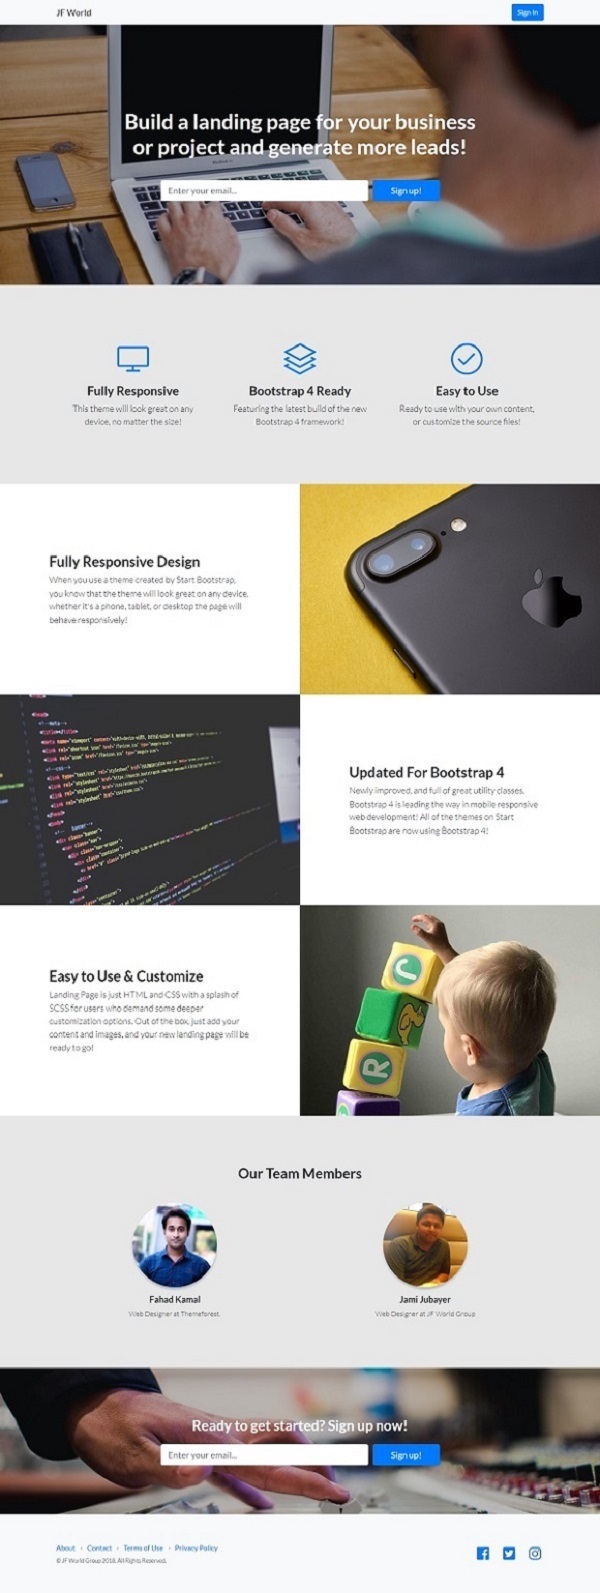 JF World
Sign In
Build a landing page for your business
or project and generate more leads!
Enter your email...
Sign up!
Fully Responsive
This theme will look great on any
device, no matter the size!
Bootstrap 4 Ready
Featuring the latest build of the new
Bootstrap 4 framework!
Easy to Use
Ready to use with your own content,
or customize the source files!
Fully Responsive Design
When you use a theme created by Start Bootstrap,
you know that the theme will look great on any device,
whether it's a phone, tablet, or desktop the page will
behave responsively!
Updated For Bootstrap 4
Newly improved, and full of great utility classes,
Bootstrap 4 is leading the way in mobile responsive
web development! All of the themes on Start
Bootstrap are now using Bootstrap 4!
Easy to Use & Customize
Landing Page is just HTML and CSS with a splash of
SCSS for users who demand some deeper
customization options. Out of the box, just add your
content and images, and your new landing page will be
ready to go!
Our Team Members
Fahad Kamal
Web Designer at Themeforest
Jami Jubayer
Web Designer at JF World Group
Ready to get started? Sign up now!
Enter your email...
Sign up!
About · Contact · Terms of Use · Privacy Policy
© JF World Group 2018. All Rights Reserved.